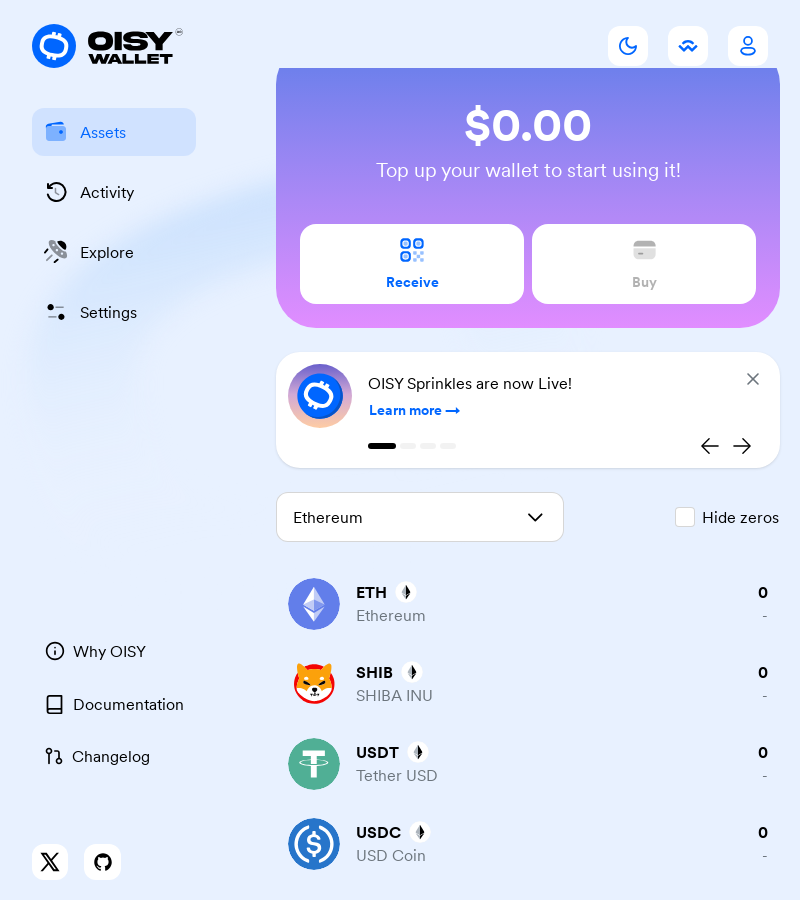 OISY
WALLET
Assets
Activity
Explore
Settings
Why OISY
Documentation
Changelog
$0.00
Top up your wallet to start using it!
Receive
Buy
OISY Sprinkles are now Live!
Learn more →
Ethereum
Hide zeros
ETH 0
Ethereum -
SHIB 0
SHIBA INU -
USDT 0
Tether USD -
USDC 0
USD Coin -